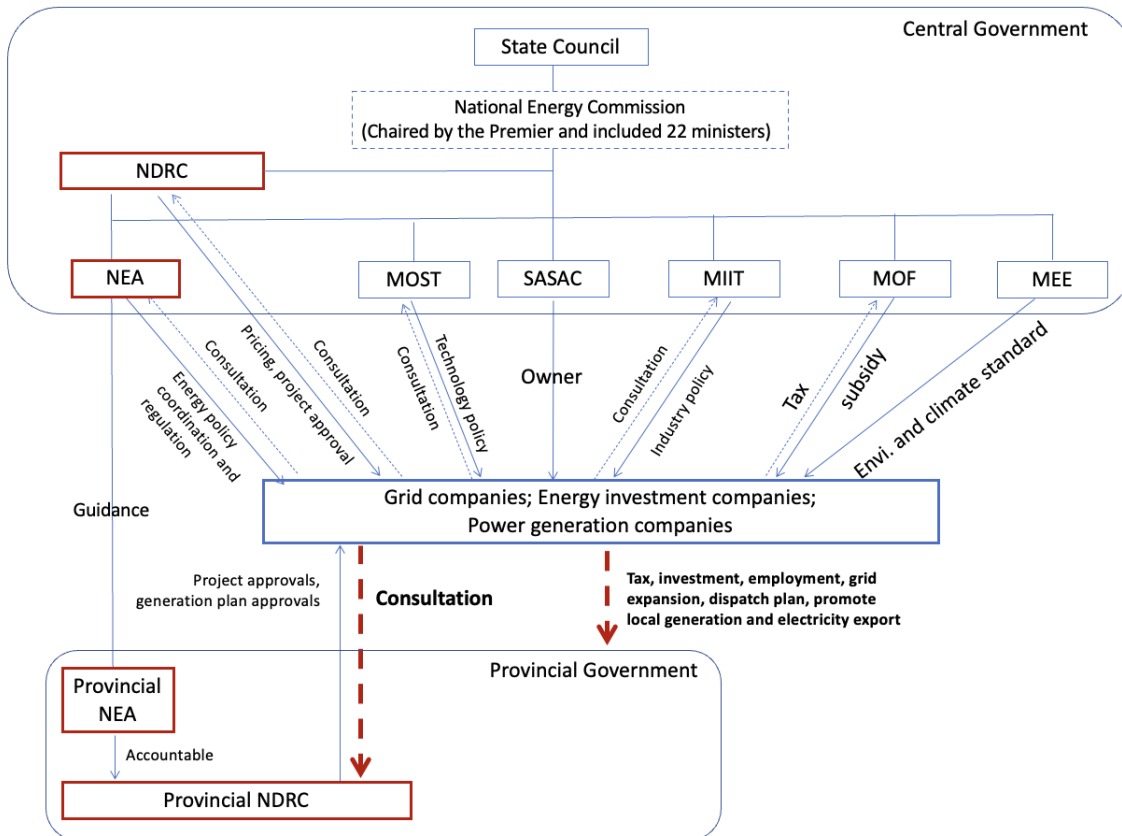 Central Government
State Council
National Energy Commission
(Chaired by the Premier and included 22 ministers)
NDRC
NEA
MOST
SASAC
MIIT
MOF
MEE
Consultation
Energy policy
coordination and
regulation
Pricing, project approval
Consultation
Technology policy
Consultation
Owner
Consultation
Industry policy
Tax
subsidy
Envi. and climate standard
Grid companies; Energy investment companies;
Power generation companies
Guidance
Project approvals,
generation plan approvals
Consultation
Tax, investment, employment, grid
expansion, dispatch plan, promote
local generation and electricity export
Provincial Government
Provincial
NEA
Accountable
Provincial NDRC